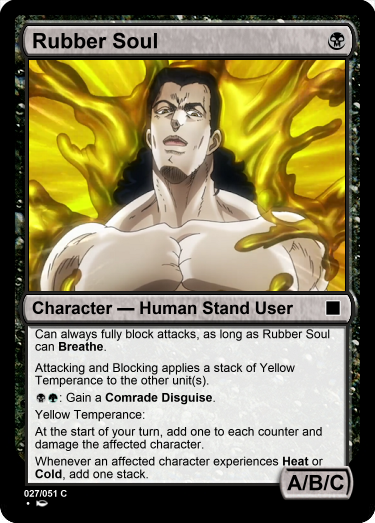 Rubber Soul
Character — Human Stand User
Can always fully block attacks, as long as Rubber Soul
can Breathe.
Attacking and Blocking applies a stack of Yellow
Temperance to the other unit(s).
: Gain a Comrade Disguise.
Yellow Temperance:
At the start of your turn, add one to each counter and
damage the affected character.
Whenever an affected character experiences Heat or
Cold, add one stack.
A/B/C
027/051 C